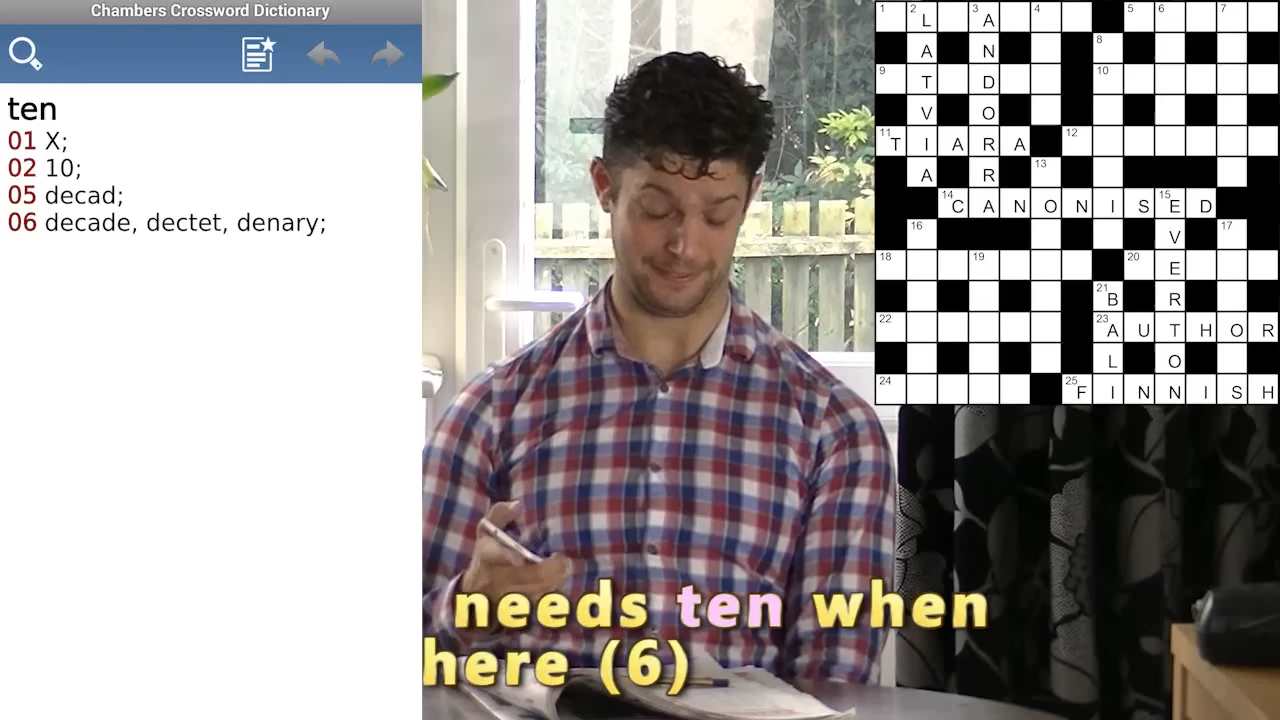 Chambers Crossword Dictionary
ten
01 X;
02 10;
05 decad;
06 decade, dectet, denary;
1 2 L 3 A 4 5 6 7
A N 8
9 T D 10
V O
11 T I A R A 12
A R 13
14 C A N O N I S 15 E D
16 V 17
18 19 20 E
21 B R
22 23 A U T H O R
L O
24 25 F I N N I S H
needs ten when
here (6)